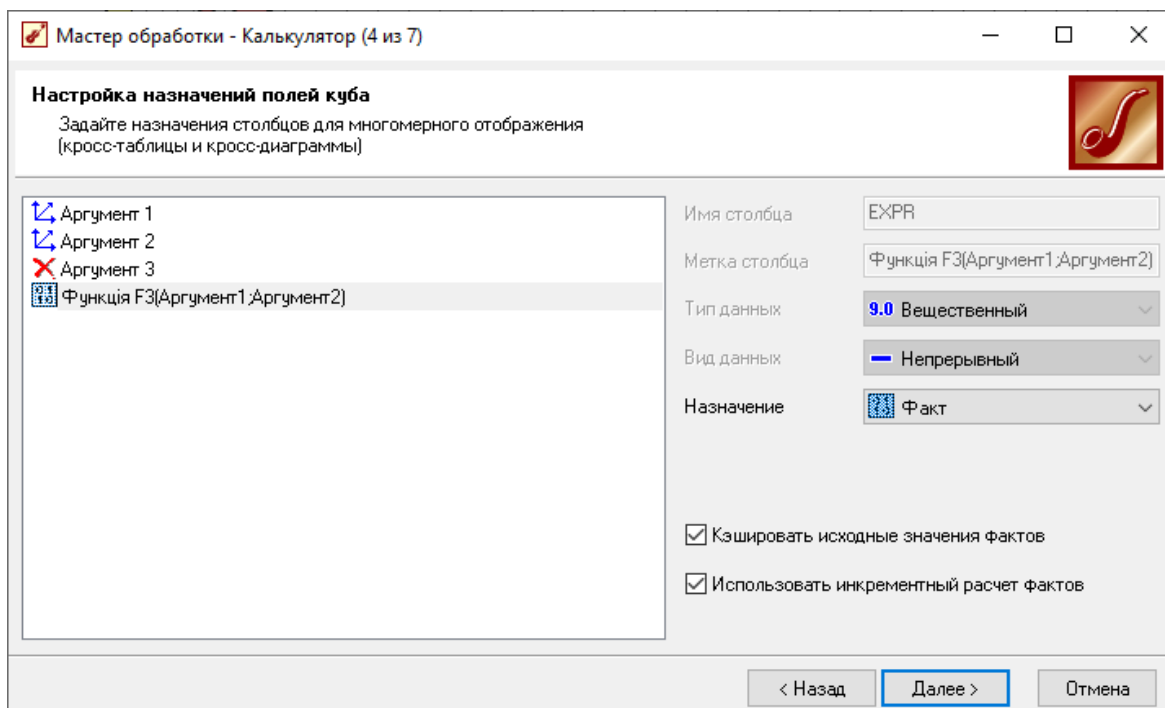 Мастер обработки - Калькулятор (4 из 7)
Настройка назначений полей куба
Задайте назначения столбцов для многомерного отображения
(кросс-таблицы и кросс-диаграммы)
Аргумент 1
Аргумент 2
Аргумент 3
Функція F3(Аргумент1;Аргумент2)
Имя столбца
EXPR
Метка столбца
Функція F3(Аргумент1;Аргумент2)
Тип данных
9.0 Вещественный
Вид данных
Непрерывный
Назначение
Факт
Кэшировать исходные значения фактов
Использовать инкрементный расчет фактов
< Назад
Далее >
Отмена